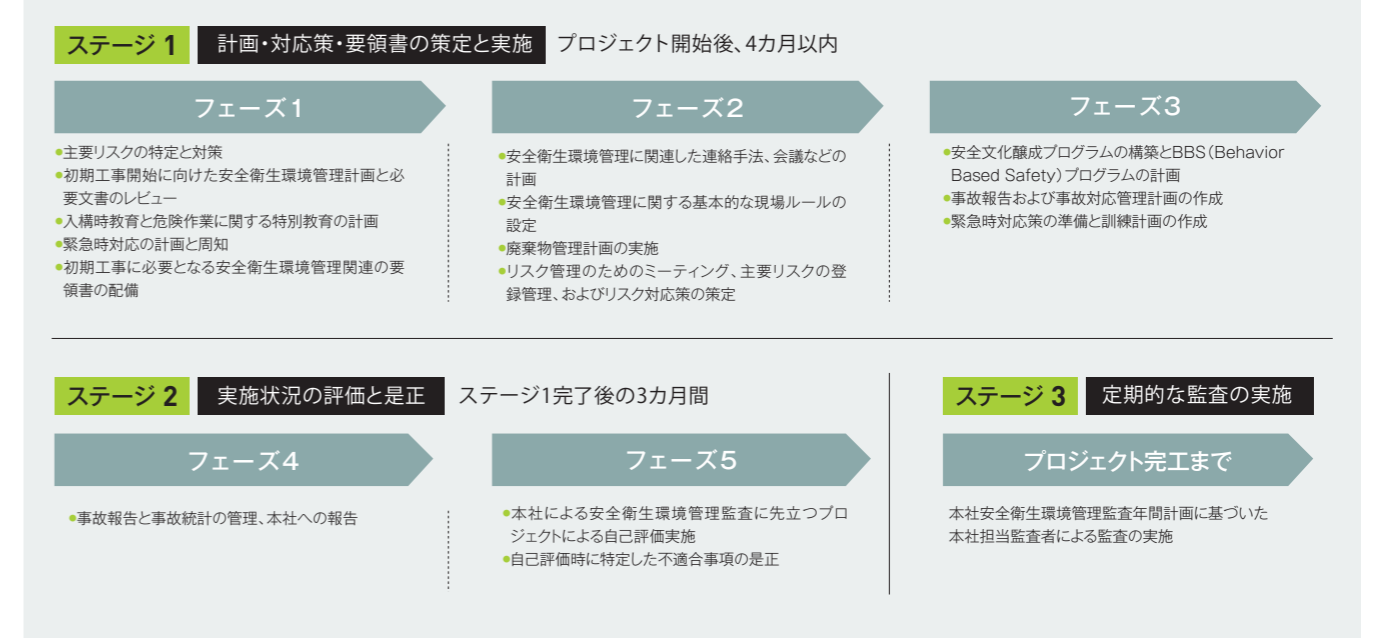 ステージ 1 計画・対応策・要領書の策定と実施 プロジェクト開始後、4カ月以内
フェーズ1
●主要リスクの特定と対策
●初期工事開始に向けた安全衛生環境管理計画と必
要文書のレビュー
●入構時教育と危険作業に関する特別教育の計画
●緊急時対応の計画と周知
●初期工事に必要となる安全衛生環境管理関連の要
領書の配備
フェーズ2
●安全衛生環境管理に関連した連絡手法、会議などの
計画
●安全衛生環境管理に関する基本的な現場ルールの
設定
●廃棄物管理計画の実施
●リスク管理のためのミーティング、主要リスクの登
録管理、およびリスク対応策の策定
フェーズ3
●安全文化醸成プログラムの構築とBBS(Behavior
Based Safety)プログラムの計画
●事故報告および事故対応管理計画の作成
●緊急時対応策の準備と訓練計画の作成
ステージ 2 実施状況の評価と是正 ステージ1完了後の3カ月間
フェーズ4
●事故報告と事故統計の管理、本社への報告
フェーズ5
●本社による安全衛生環境管理監査に先立つプロ
ジェクトによる自己評価実施
●自己評価時に特定した不適合事項の是正
ステージ 3 定期的な監査の実施
プロジェクト完工まで
本社安全衛生環境管理監査年間計画に基づいた
本社担当監査者による監査の実施